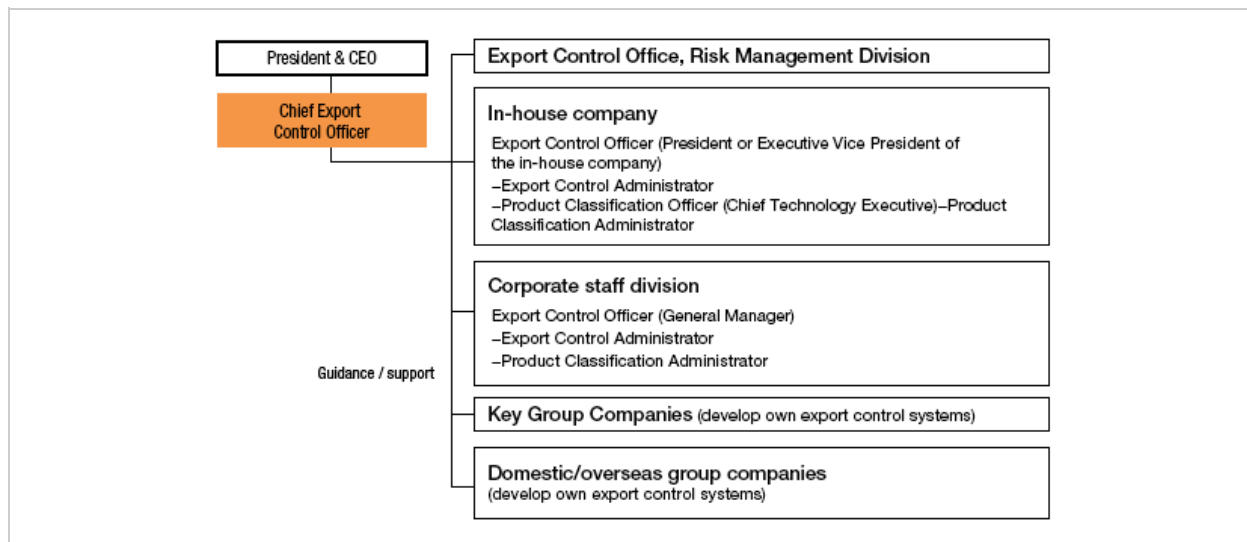 President & CEO
Chief Export
Control Officer
Export Control Office, Risk Management Division
In-house company
Export Control Officer (President or Executive Vice President of
the in-house company)
–Export Control Administrator
–Product Classification Officer (Chief Technology Executive)–Product
Classification Administrator
Corporate staff division
Export Control Officer (General Manager)
–Export Control Administrator
–Product Classification Administrator
Guidance / support
Key Group Companies (develop own export control systems)
Domestic/overseas group companies
(develop own export control systems)